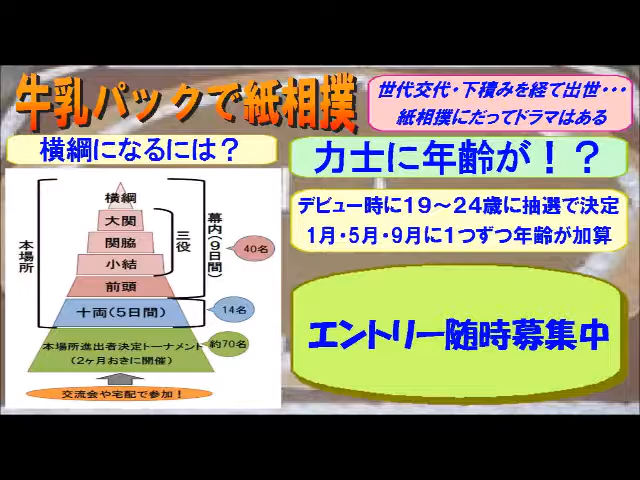 牛乳パックで紙相撲
世代交代・下積みを経て出世・・・
紙相撲にだってドラマはある
横綱になるには？
力士に年齢が！？
デビュー時に１９～２４歳に抽選で決定
１月・５月・９月に１つずつ年齢が加算
エントリー随時募集中
横綱
大関
関脇
小結
前頭
十両(５日間)
本場所進出者決定トーナメント
(２ヶ月おきに開催)
交流会や宅配で参加！
本場所
三役
幕内(９日間)
40名
14名
約70名